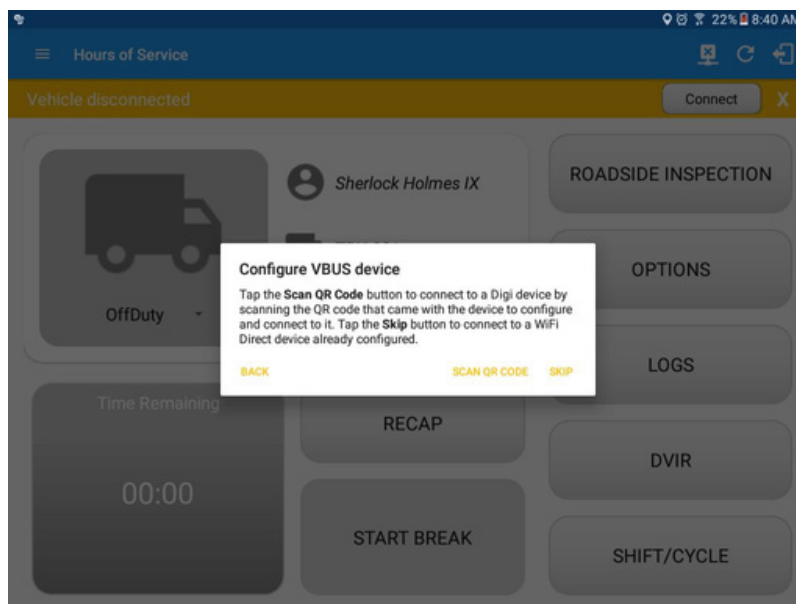 22% 8:40 AM
Hours of Service
Vehicle disconnected
Connect
X
Sherlock Holmes IX
ROADSIDE INSPECTION
OffDuty
OPTIONS
Configure VBUS device
Tap the Scan QR Code button to connect to a Digi device by
scanning the QR code that came with the device to configure
and connect to it. Tap the Skip button to connect to a WiFi
Direct device already configured.
BACK
SCAN QR CODE
SKIP
LOGS
Time Remaining
00:00
RECAP
DVIR
START BREAK
SHIFT/CYCLE